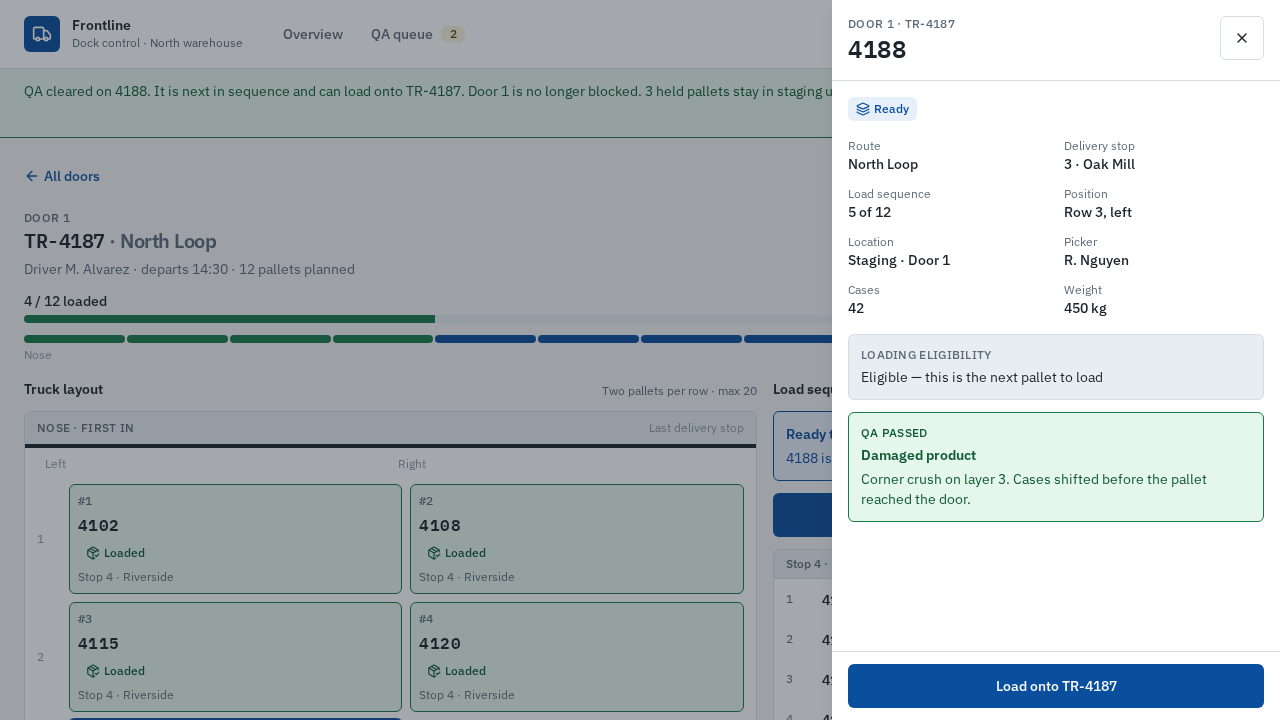 Frontline
Dock control · North warehouse
Overview
QA queue 2
QA cleared on 4188. It is next in sequence and can load onto TR-4187. Door 1 is no longer blocked. 3 held pallets stay in staging
All doors
DOOR 1
TR-4187 · North Loop
Driver M. Alvarez · departs 14:30 · 12 pallets planned
4 / 12 loaded
Nose
Truck layout
Two pallets per row · max 20
NOSE · FIRST IN
Last delivery stop
Left
Right
1
#1
4102
Loaded
Stop 4 · Riverside
#2
4108
Loaded
Stop 4 · Riverside
2
#3
4115
Loaded
Stop 4 · Riverside
#4
4120
Loaded
Stop 4 · Riverside
Load
Ready
4188 is
Stop 4 ·
1
2
3
4
DOOR 1 · TR-4187
4188
Ready
Route
North Loop
Delivery stop
3 · Oak Mill
Load sequence
5 of 12
Position
Row 3, left
Location
Staging · Door 1
Picker
R. Nguyen
Cases
42
Weight
450 kg
LOADING ELIGIBILITY
Eligible — this is the next pallet to load
QA PASSED
Damaged product
Corner crush on layer 3. Cases shifted before the pallet
reached the door.
Load onto TR-4187